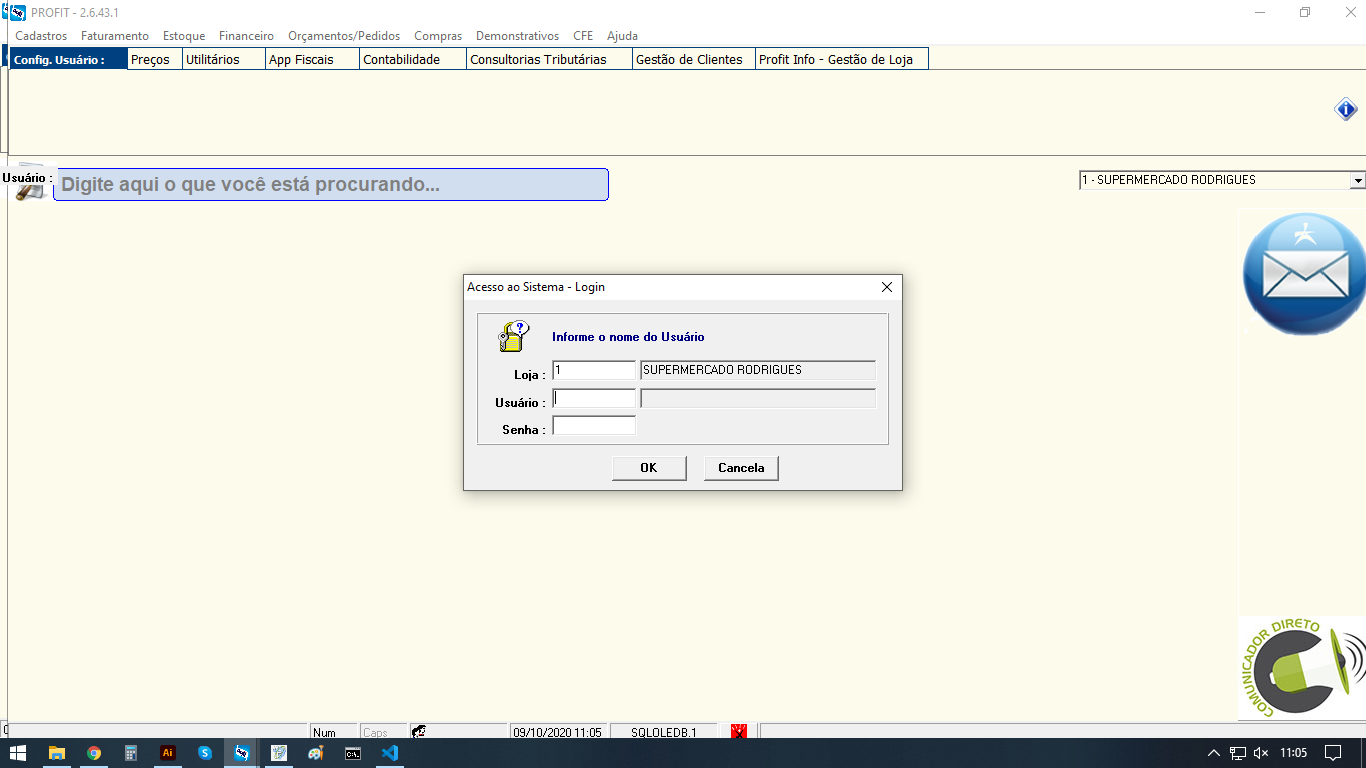 PROFIT - 2.6.43.1
Cadastros Faturamento Estoque Financeiro Orçamentos/Pedidos Compras Demonstrativos CFE Ajuda
Config. Usuário : Preços Utilitários App Fiscais Contabilidade Consultorias Tributárias Gestão de Clientes Profit Info - Gestão de Loja
Usuário : Digite aqui o que você está procurando... 1 - SUPERMERCADO RODRIGUES
Acesso ao Sistema - Login
Informe o nome do Usuário
Loja : 1 SUPERMERCADO RODRIGUES
Usuário :
Senha :
OK Cancela
COMUNICADOR DIRETO
Num Caps 09/10/2020 11:05 SQLOLEDB.1
Ai 11:05